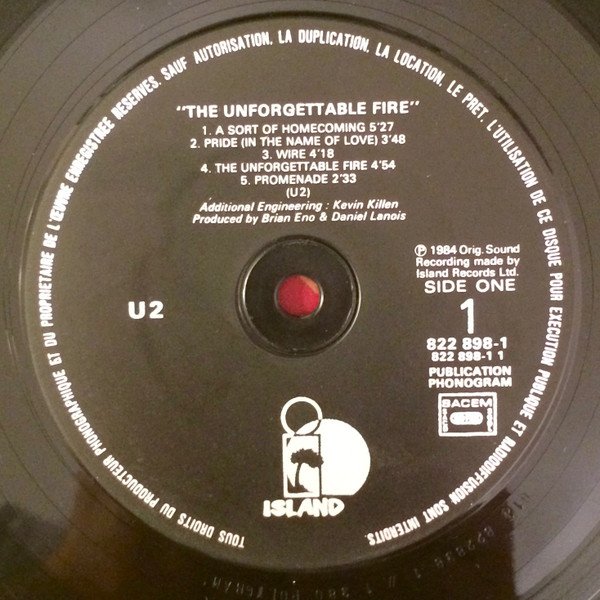 TOUS DROITS DU PRODUCTEUR PHONOGRAPHIQUE ET DU PROPRIETAIRE DE L'ŒUVRE ENREGISTREE RESERVES. SAUF AUTORISATION, LA DUPLICATION, LA LOCATION, LE PRET, L'UTILISATION DE CE DISQUE POUR EXECUTION PUBLIQUE ET RADIODIFFUSION SONT INTERDITS.
"THE UNFORGETTABLE FIRE"
1. A SORT OF HOMECOMING 5'27
2. PRIDE (IN THE NAME OF LOVE) 3'48
3. WIRE 4'18
4. THE UNFORGETTABLE FIRE 4'54
5. PROMENADE 2'33
(U2)
Additional Engineering : Kevin Killen
Produced by Brian Eno & Daniel Lanois
U2
℗ 1984 Orig. Sound
Recording made by
Island Records Ltd.
SIDE ONE
1
822 898-1
822 898-1 1
PUBLICATION
PHONOGRAM
SACEM
ISLAND